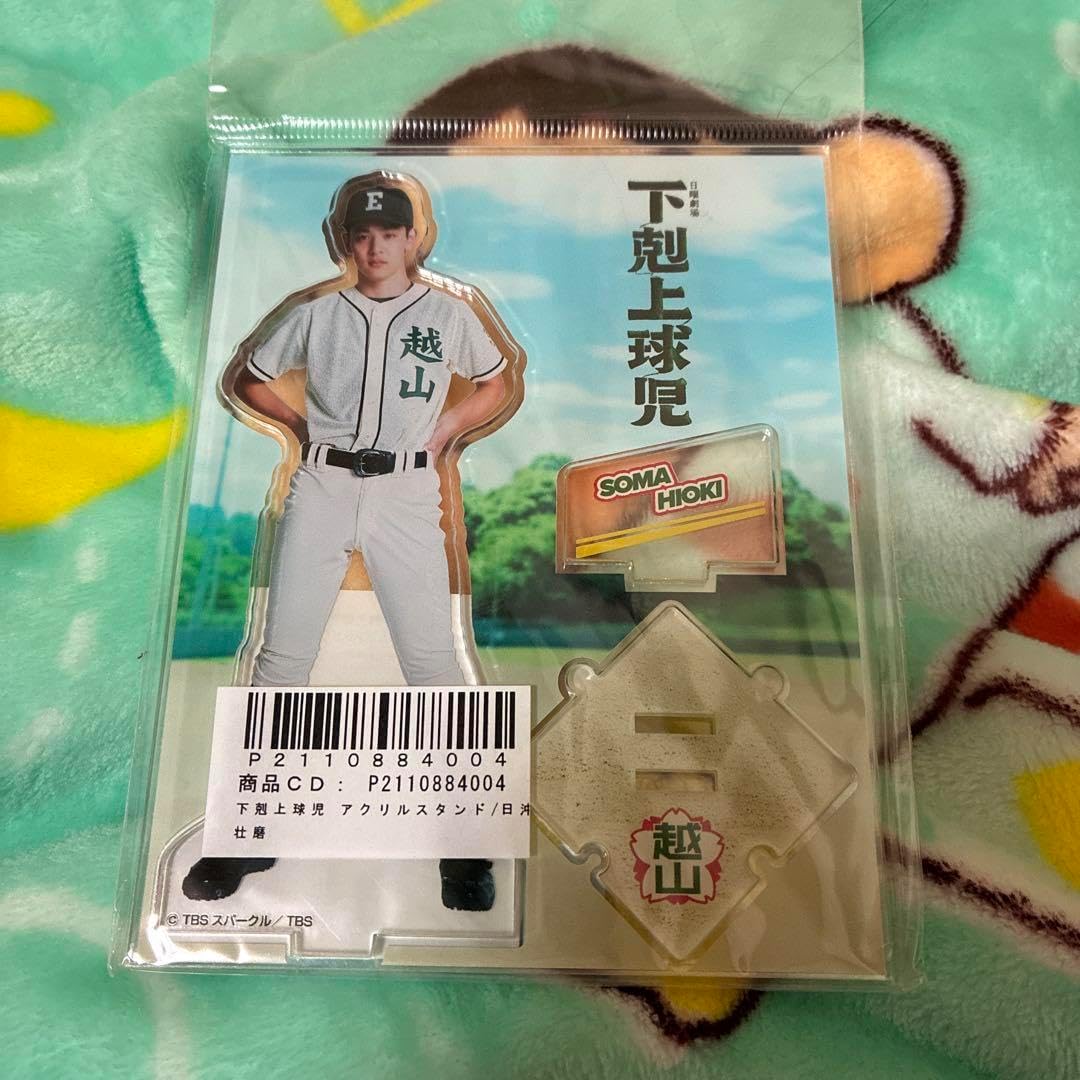 日曜劇場
下剋上球児
E
越山
SOMA
HIOKI
P2110884004
商品CD: P2110884004
下剋上球児 アクリルスタンド/日沖
壮磨
越山
© TBSスパークル/TBS